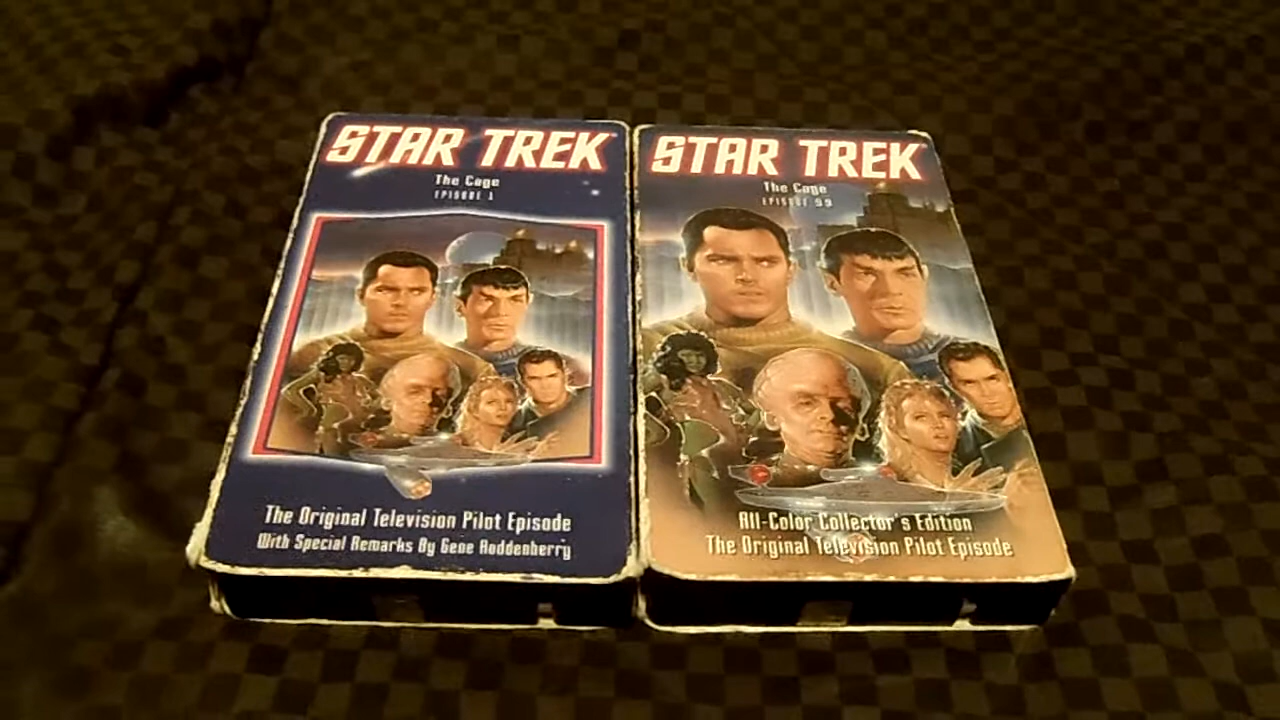 STAR TREK
The Cage
EPISODE 1
The Original Television Pilot Episode
With Special Remarks By Gene Roddenberry
STAR TREK
The Cage
EPISODE 99
All-Color Collector's Edition
The Original Television Pilot Episode